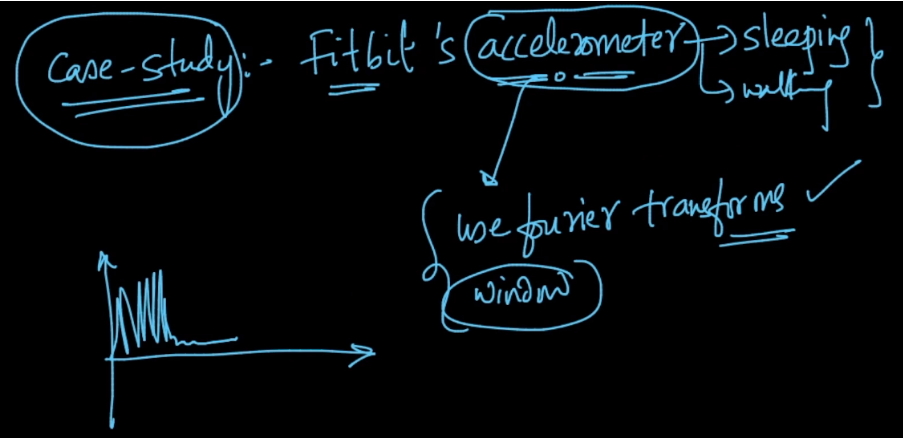 Case-study:- Fitbit's accelerometer → sleeping
→ walking
use fourier transforms ✓
window